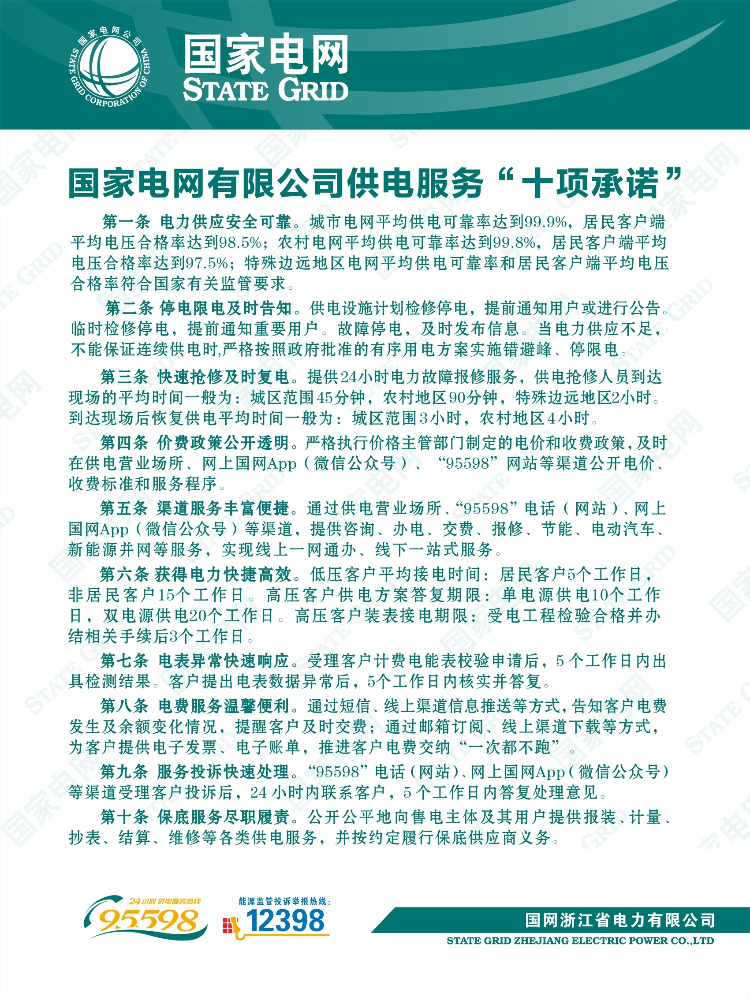 国家电网公司
STATE GRID CORPORATION OF CHINA
国家电网
STATE GRID
国家电网有限公司供电服务“十项承诺”
第一条 电力供应安全可靠。城市电网平均供电可靠率达到99.9%，居民客户端
平均电压合格率达到98.5%；农村电网平均供电可靠率达到99.8%，居民客户端平均
电压合格率达到97.5%；特殊边远地区电网平均供电可靠率和居民客户端平均电压
合格率符合国家有关监管要求。
第二条 停电限电及时告知。供电设施计划检修停电，提前通知用户或进行公告。
临时检修停电，提前通知重要用户。故障停电，及时发布信息。当电力供应不足，
不能保证连续供电时,严格按照政府批准的有序用电方案实施错避峰、停限电。
第三条 快速抢修及时复电。提供24小时电力故障报修服务，供电抢修人员到达
现场的平均时间一般为：城区范围45分钟，农村地区90分钟，特殊边远地区2小时。
到达现场后恢复供电平均时间一般为：城区范围3小时，农村地区4小时。
第四条 价费政策公开透明。严格执行价格主管部门制定的电价和收费政策,及时
在供电营业场所、网上国网App（微信公众号）、“95598”网站等渠道公开电价、
收费标准和服务程序。
第五条 渠道服务丰富便捷。通过供电营业场所、“95598”电话（网站）、网上
国网App（微信公众号）等渠道，提供咨询、办电、交费、报修、节能、电动汽车、
新能源并网等服务，实现线上一网通办、线下一站式服务。
第六条 获得电力快捷高效。低压客户平均接电时间：居民客户5个工作日，
非居民客户15个工作日。高压客户供电方案答复期限：单电源供电10个工作
日，双电源供电20个工作日。高压客户装表接电期限：受电工程检验合格并办
结相关手续后3个工作日。
第七条 电表异常快速响应。受理客户计费电能表校验申请后，5个工作日内出
具检测结果。客户提出电表数据异常后，5个工作日内核实并答复。
第八条 电费服务温馨便利。通过短信、线上渠道信息推送等方式,告知客户电费
发生及余额变化情况，提醒客户及时交费；通过邮箱订阅、线上渠道下载等方式，
为客户提供电子发票、电子账单，推进客户电费交纳“一次都不跑”。
第九条 服务投诉快速处理。“95598”电话（网站）、网上国网App（微信公众号）
等渠道受理客户投诉后，24小时内联系客户，5个工作日内答复处理意见。
第十条 保底服务尽职履责。公开公平地向售电主体及其用户提供报装、计量、
抄表、结算、维修等各类供电服务，并按约定履行保底供应商义务。
24小时供电服务热线
95598
能源监管投诉举报热线：
12398
国网浙江省电力有限公司
STATE GRID ZHEJIANG ELECTRIC POWER CO.,LTD